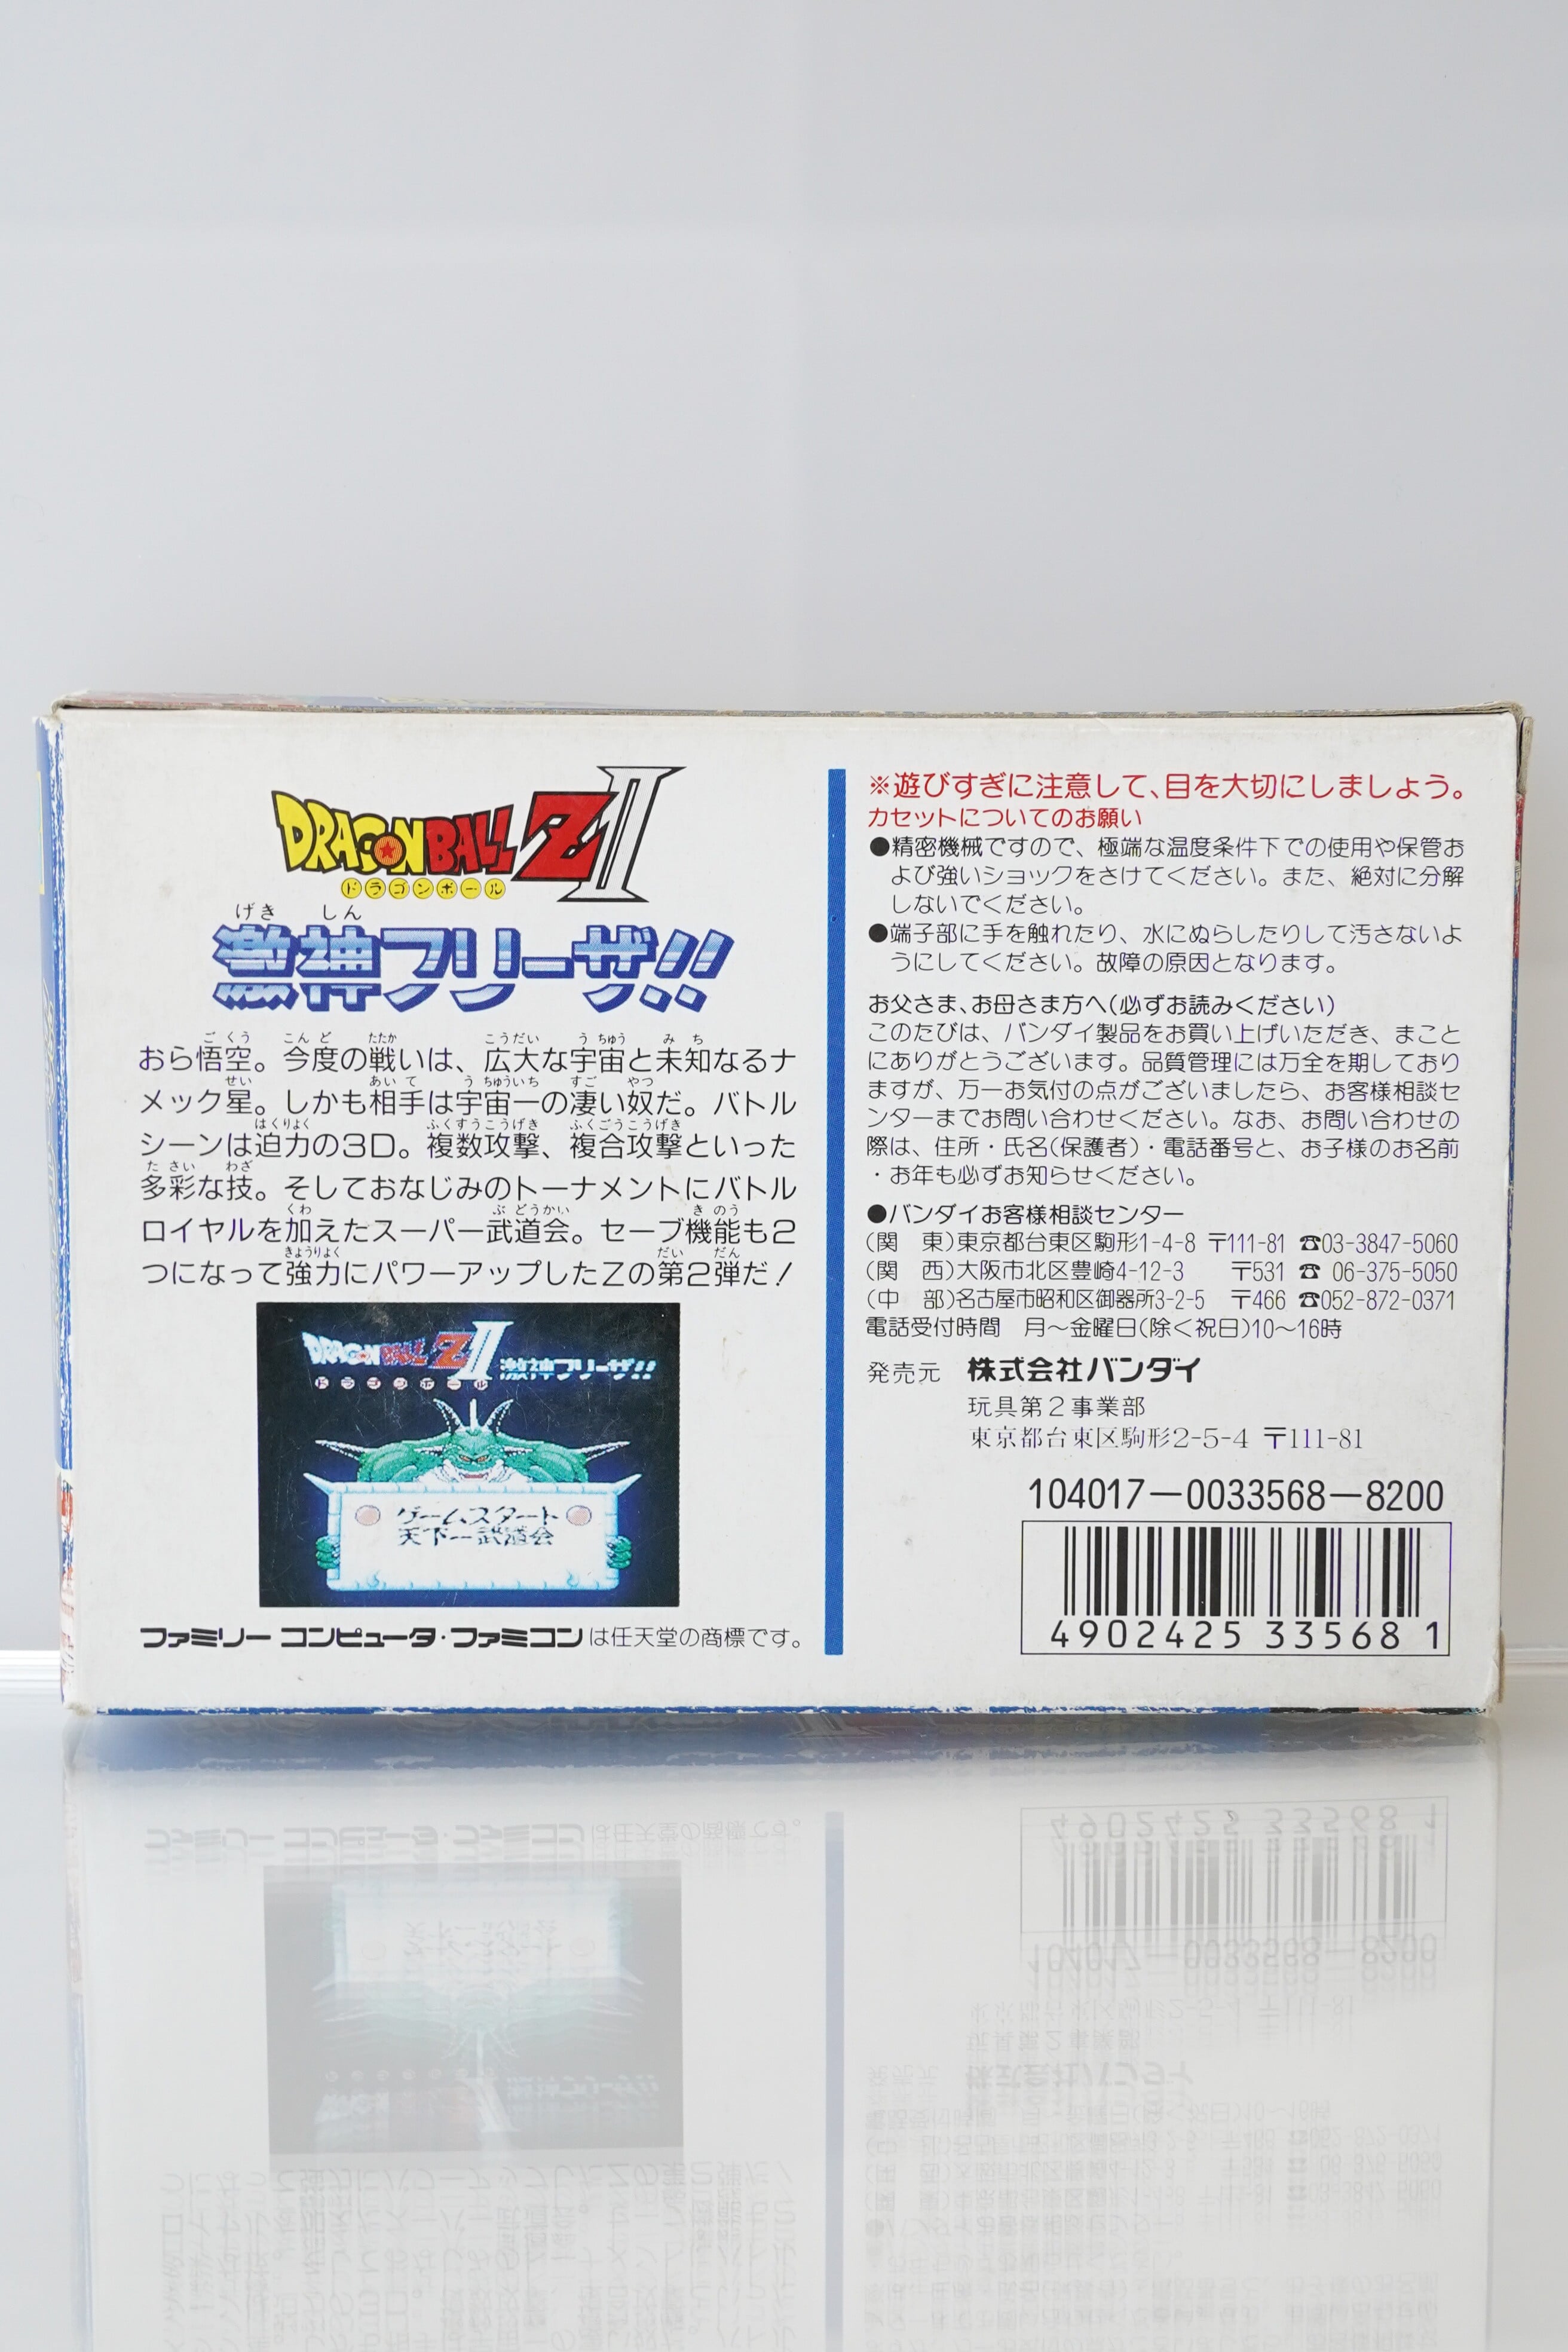 DRAGON BALL Z II
ドラゴンボール
げき しん
激神フリーザ!!
おら悟空。今度の戦いは、広大な宇宙と未知なるナ
メック星。しかも相手は宇宙一の凄い奴だ。バトル
シーンは迫力の3D。複数攻撃、複合攻撃といった
多彩な技。そしておなじみのトーナメントにバトル
ロイヤルを加えたスーパー武道会。セーブ機能も2
つになって強力にパワーアップしたZの第2弾だ!
DRAGON BALL Z II 激神フリーザ!!
ドラゴンボール
ゲームスタート
天下一武道会
ファミリー コンピュータ・ファミコンは任天堂の商標です。
※遊びすぎに注意して、目を大切にしましょう。
カセットについてのお願い
●精密機械ですので、極端な温度条件下での使用や保管お
よび強いショックをさけてください。また、絶対に分解
しないでください。
●端子部に手を触れたり、水にぬらしたりして汚さないよ
うにしてください。故障の原因となります。
お父さま、お母さま方へ(必ずお読みください)
このたびは、バンダイ製品をお買い上げいただき、まこと
にありがとうございます。品質管理には万全を期しており
ますが、万一お気付の点がございましたら、お客様相談セ
ンターまでお問い合わせください。なお、お問い合わせの
際は、住所・氏名(保護者)・電話番号と、お子様のお名前
・お年も必ずお知らせください。
●バンダイお客様相談センター
(関　東)東京都台東区駒形1-4-8 〒111-81 ☎03-3847-5060
(関　西)大阪市北区豊崎4-12-3 〒531 ☎ 06-375-5050
(中　部)名古屋市昭和区御器所3-2-5 〒466 ☎052-872-0371
電話受付時間　月〜金曜日(除く祝日)10〜16時
発売元　株式会社バンダイ
玩具第2事業部
東京都台東区駒形2-5-4 〒111-81
104017-0033568-8200
4902425 33568 1